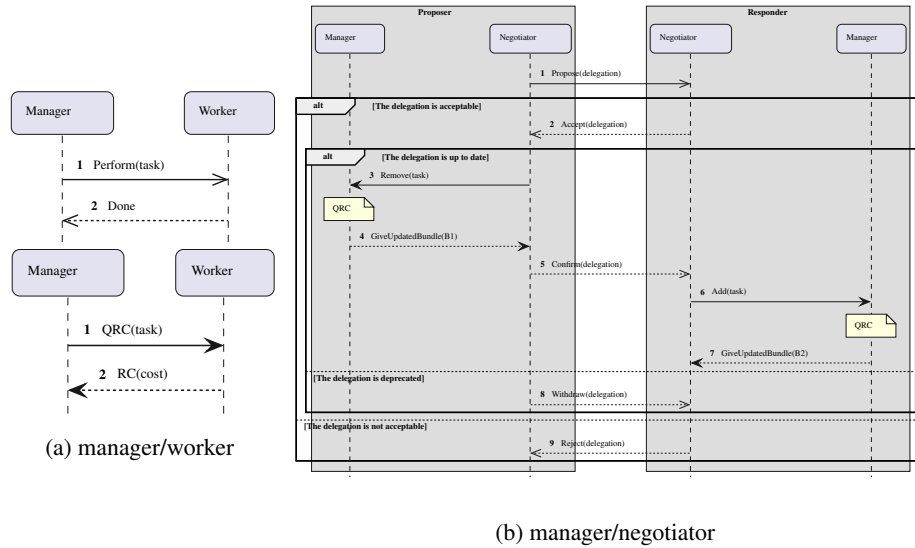 Manager Worker
1 Perform(task)
2 Done
Manager Worker
1 QRC(task)
2 RC(cost)
(a) manager/worker
Proposer Responder
Manager Negotiator Negotiator Manager
1 Propose(delegation)
alt [The delegation is acceptable]
2 Accept(delegation)
alt [The delegation is up to date]
3 Remove(task)
QRC
4 GiveUpdatedBundle(B1)
5 Confirm(delegation)
6 Add(task)
QRC
7 GiveUpdatedBundle(B2)
[The delegation is deprecated]
8 Withdraw(delegation)
[The delegation is not acceptable]
9 Reject(delegation)
(b) manager/negotiator